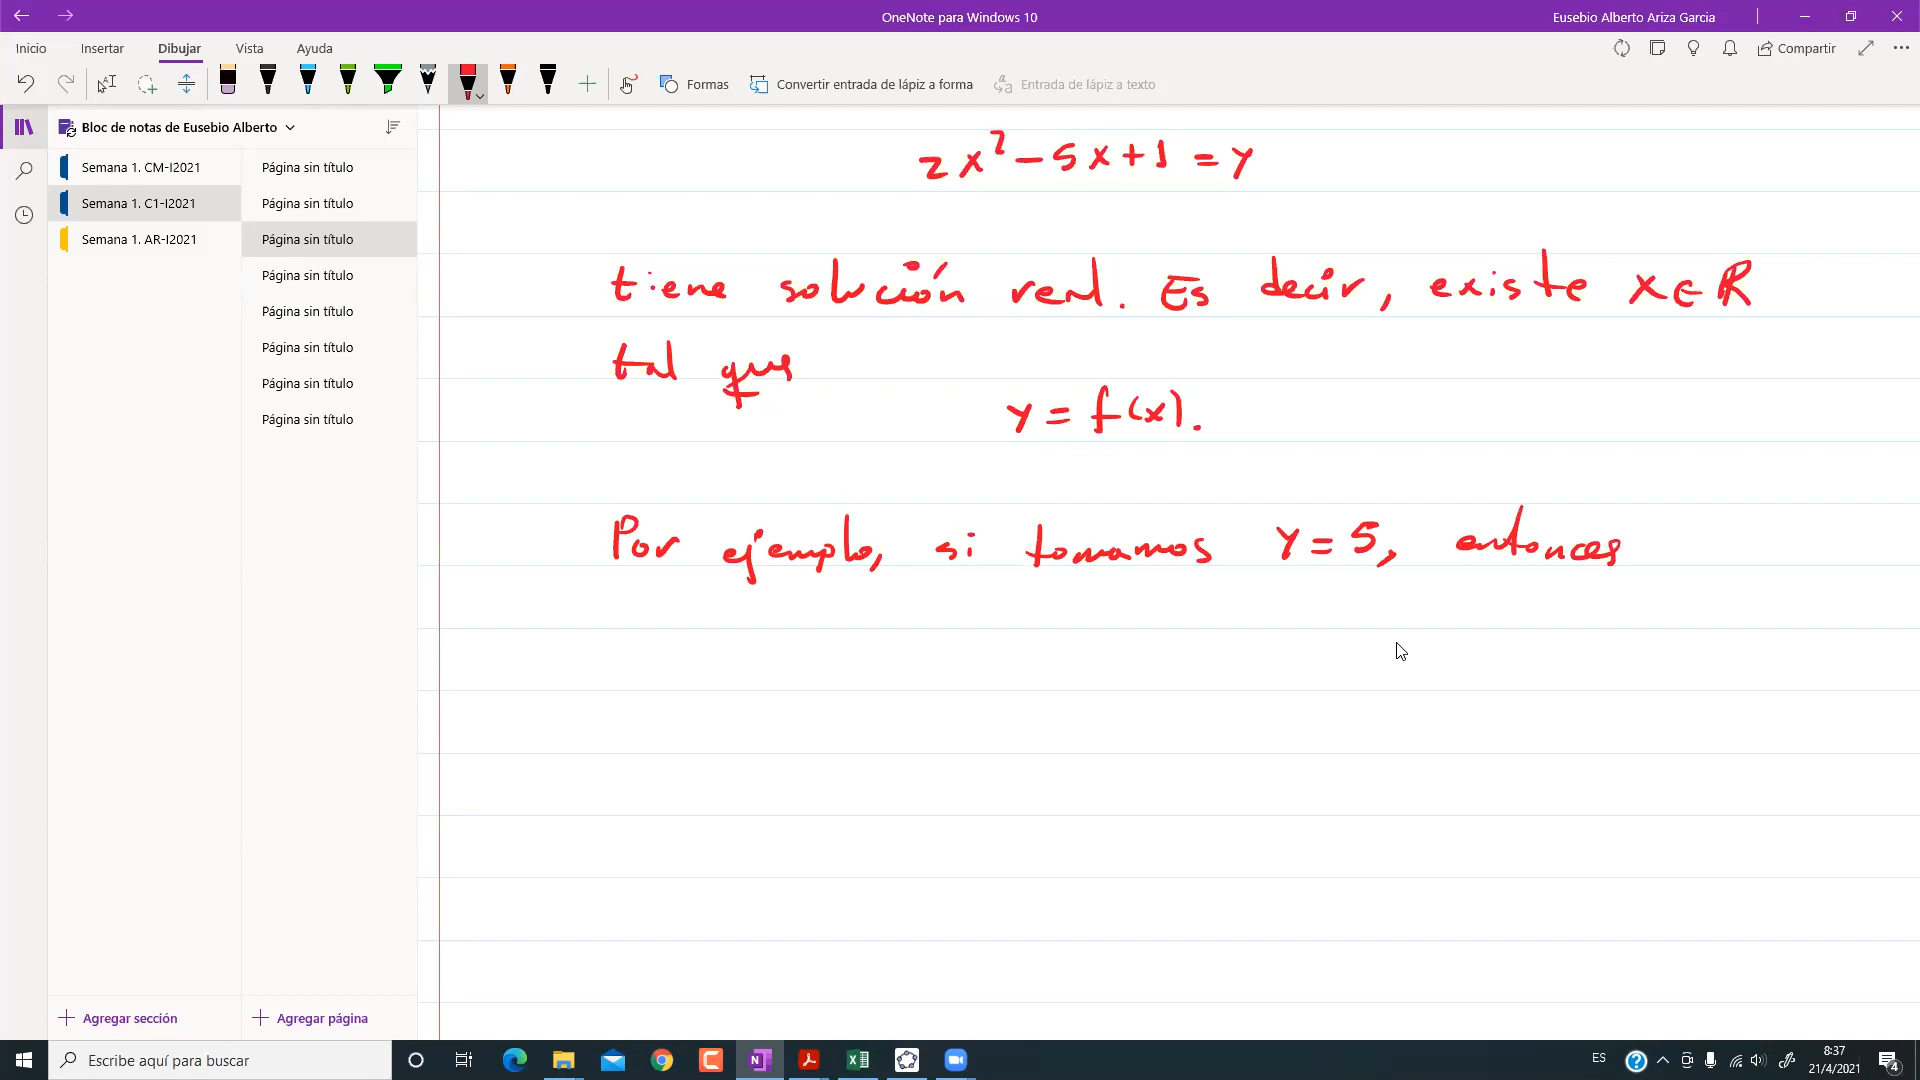 OneNote para Windows 10
Eusebio Alberto Ariza Garcia
Inicio Insertar Dibujar Vista Ayuda
Compartir
Formas Convertir entrada de lápiz a forma Entrada de lápiz a texto
Bloc de notas de Eusebio Alberto
Semana 1. CM-I2021
Semana 1. C1-I2021
Semana 1. AR-I2021
Página sin título
Página sin título
Página sin título
Página sin título
Página sin título
Página sin título
Página sin título
Página sin título
2x² - 5x + 1 = y
tiene solución real. Es decir, existe x ∈ ℝ
tal que
y = f(x).
Por ejemplo, si tomamos y = 5, entonces
Agregar sección
Agregar página
Escribe aquí para buscar
ES
8:37
21/4/2021
4